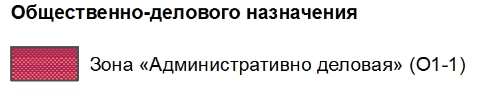 Общественно-делового назначения
Зона «Административно деловая» (О1-1)